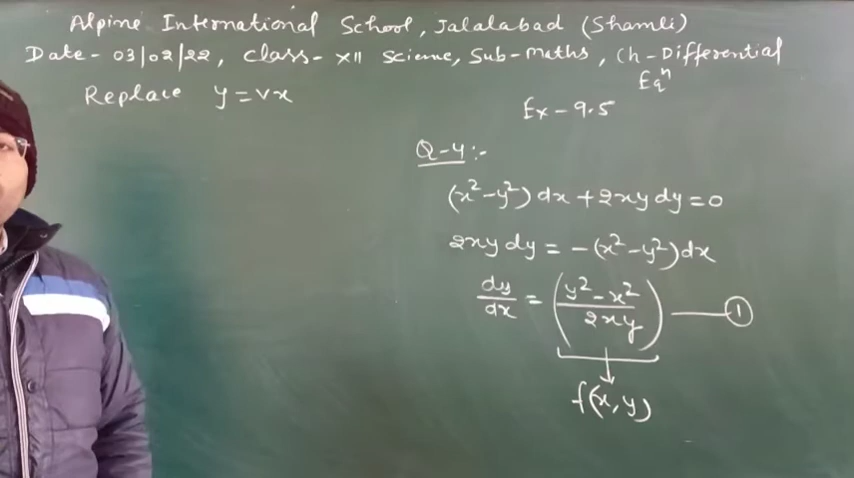 Alpine International School, Jalalabad (Shamli)
Date - 03/02/22, Class - XII Science, Sub - Maths, Ch - Differential
Eqⁿ
Replace y = vx
Ex - 9.5
Q-4:-
(x² - y²) dx + 2xy dy = 0
2xy dy = - (x² - y²) dx
dy/dx = ((y² - x²)/(2xy)) — ①
↓
f(x, y)